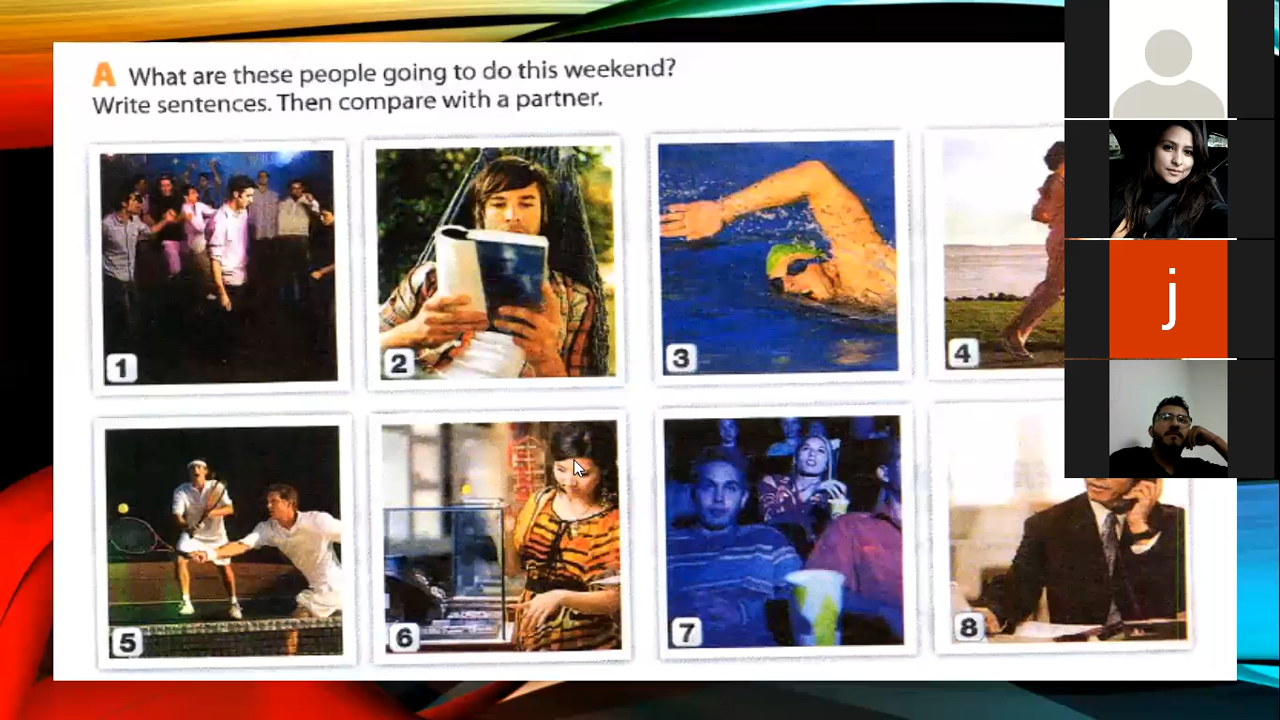 A What are these people going to do this weekend?
Write sentences. Then compare with a partner.
1
2
3
4
j
5
6
7
8